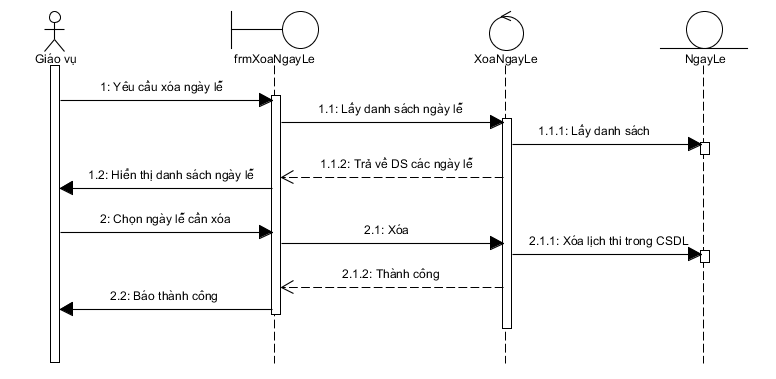 Giáo vụ
frmXoaNgayLe
XoaNgayLe
NgayLe
1: Yêu cầu xóa ngày lễ
1.1: Lấy danh sách ngày lễ
1.1.1: Lấy danh sách
1.1.2: Trả về DS các ngày lễ
1.2: Hiển thị danh sách ngày lễ
2: Chọn ngày lễ cần xóa
2.1: Xóa
2.1.1: Xóa lịch thi trong CSDL
2.1.2: Thành công
2.2: Báo thành công